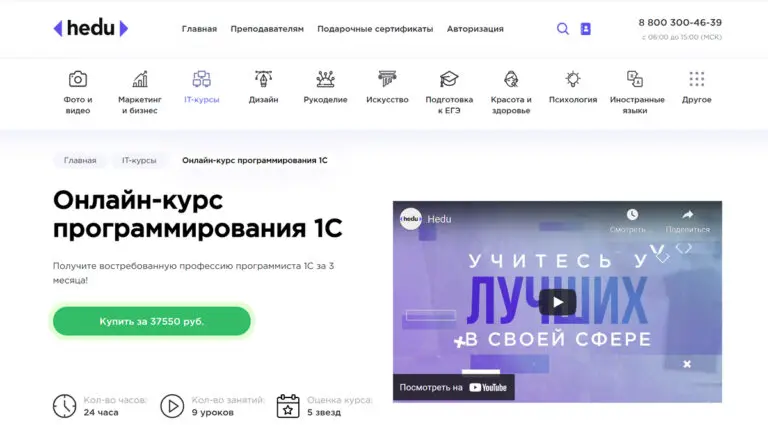 hedu
Главная Преподавателям Подарочные сертификаты Авторизация
8 800 300-46-39
с 06:00 до 15:00 (МСК)
Фото и видео
Маркетинг и бизнес
IT-курсы
Дизайн
Рукоделие
Искусство
Подготовка к ЕГЭ
Красота и здоровье
Психология
Иностранные языки
Другое
Главная IT-курсы Онлайн-курс программирования 1С
Онлайн-курс
программирования 1С
Получите востребованную профессию программиста 1С за 3
месяца!
Купить за 37550 руб.
Кол-во часов:
24 часа
Кол-во занятий:
9 уроков
Оценка курса:
5 звезд
hedu
Hedu
Смотреть...
Поделиться
УЧИТЕСЬ У
ЛУЧШИХ
В СВОЕЙ СФЕРЕ
Посмотреть на YouTube